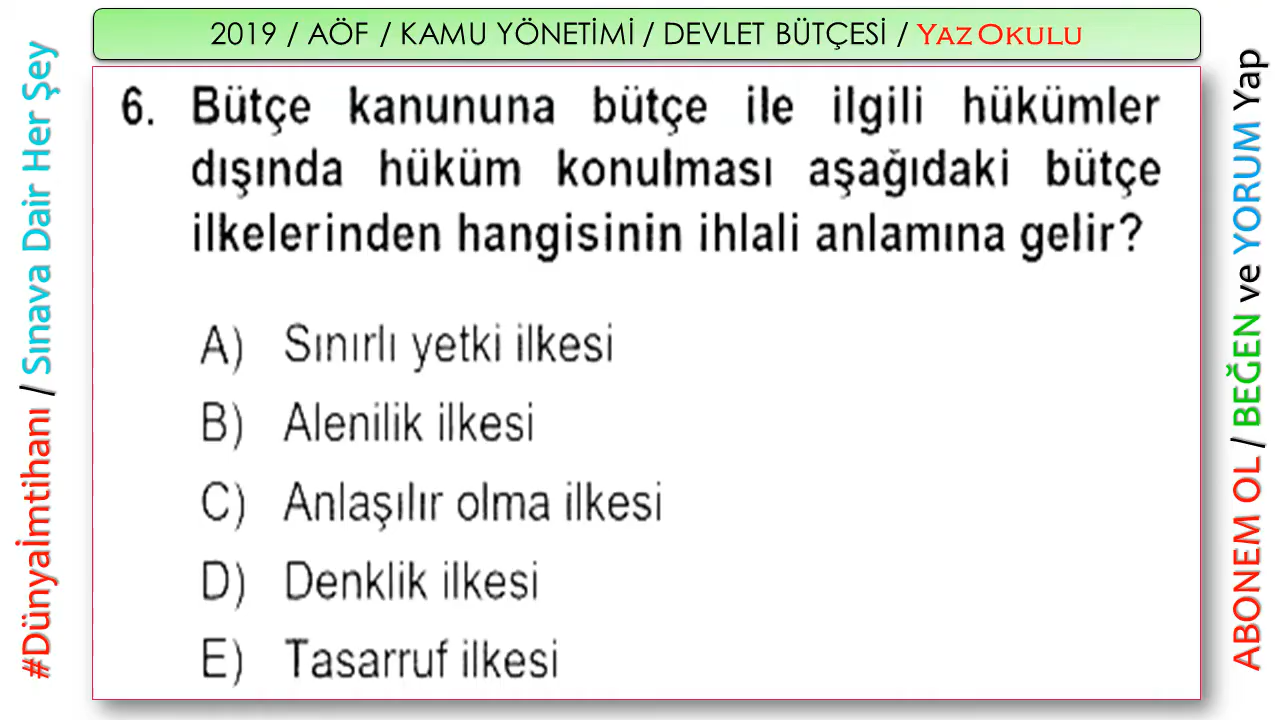 2019 / AÖF / KAMU YÖNETİMİ / DEVLET BÜTÇESİ / YAZ OKULU
#Dünyaİmtihanı / Sınava Dair Her Şey
6. Bütçe kanununa bütçe ile ilgili hükümler
dışında hüküm konulması aşağıdaki bütçe
ilkelerinden hangisinin ihlali anlamına gelir?
A) Sınırlı yetki ilkesi
B) Alenilik ilkesi
C) Anlaşılır olma ilkesi
D) Denklik ilkesi
E) Tasarruf ilkesi
ABONEM OL / BEĞEN ve YORUM Yap